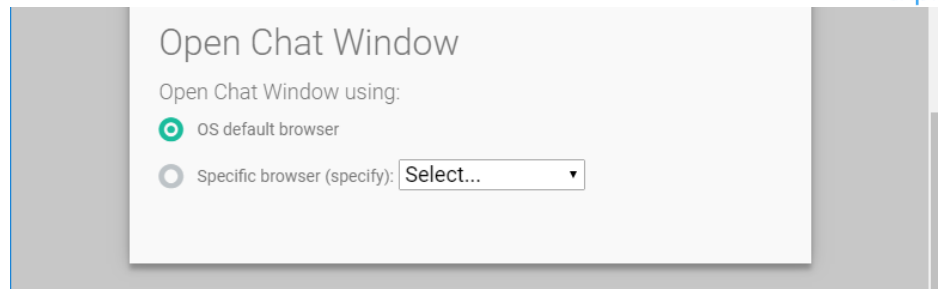 Open Chat Window
Open Chat Window using:
OS default browser
Specific browser (specify): Select...